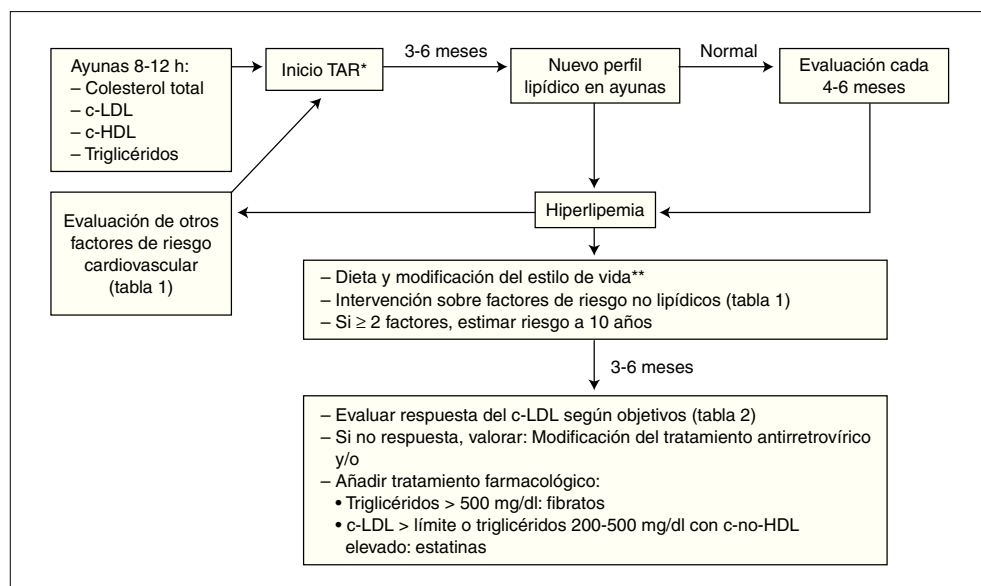 Ayunas 8-12 h:
– Colesterol total
– c-LDL
– c-HDL
– Triglicéridos
Inicio TAR*
3-6 meses
Nuevo perfil
lipídico en ayunas
Normal
Evaluación cada
4-6 meses
Evaluación de otros
factores de riesgo
cardiovascular
(tabla 1)
Hiperlipemia
– Dieta y modificación del estilo de vida**
– Intervención sobre factores de riesgo no lipídicos (tabla 1)
– Si ≥ 2 factores, estimar riesgo a 10 años
3-6 meses
– Evaluar respuesta del c-LDL según objetivos (tabla 2)
– Si no respuesta, valorar: Modificación del tratamiento antirretrovírico
y/o
– Añadir tratamiento farmacológico:
• Triglicéridos > 500 mg/dl: fibratos
• c-LDL > límite o triglicéridos 200-500 mg/dl con c-no-HDL
elevado: estatinas